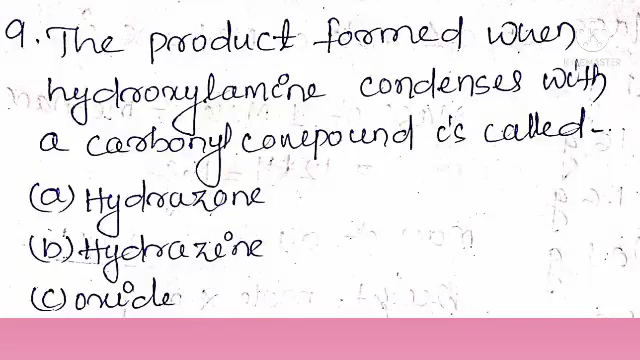 9. The product formed when
hydroxylamine condenses with
a carbonyl compound is called-
(a) Hydrazone
(b) Hydrazine
(c) oxide